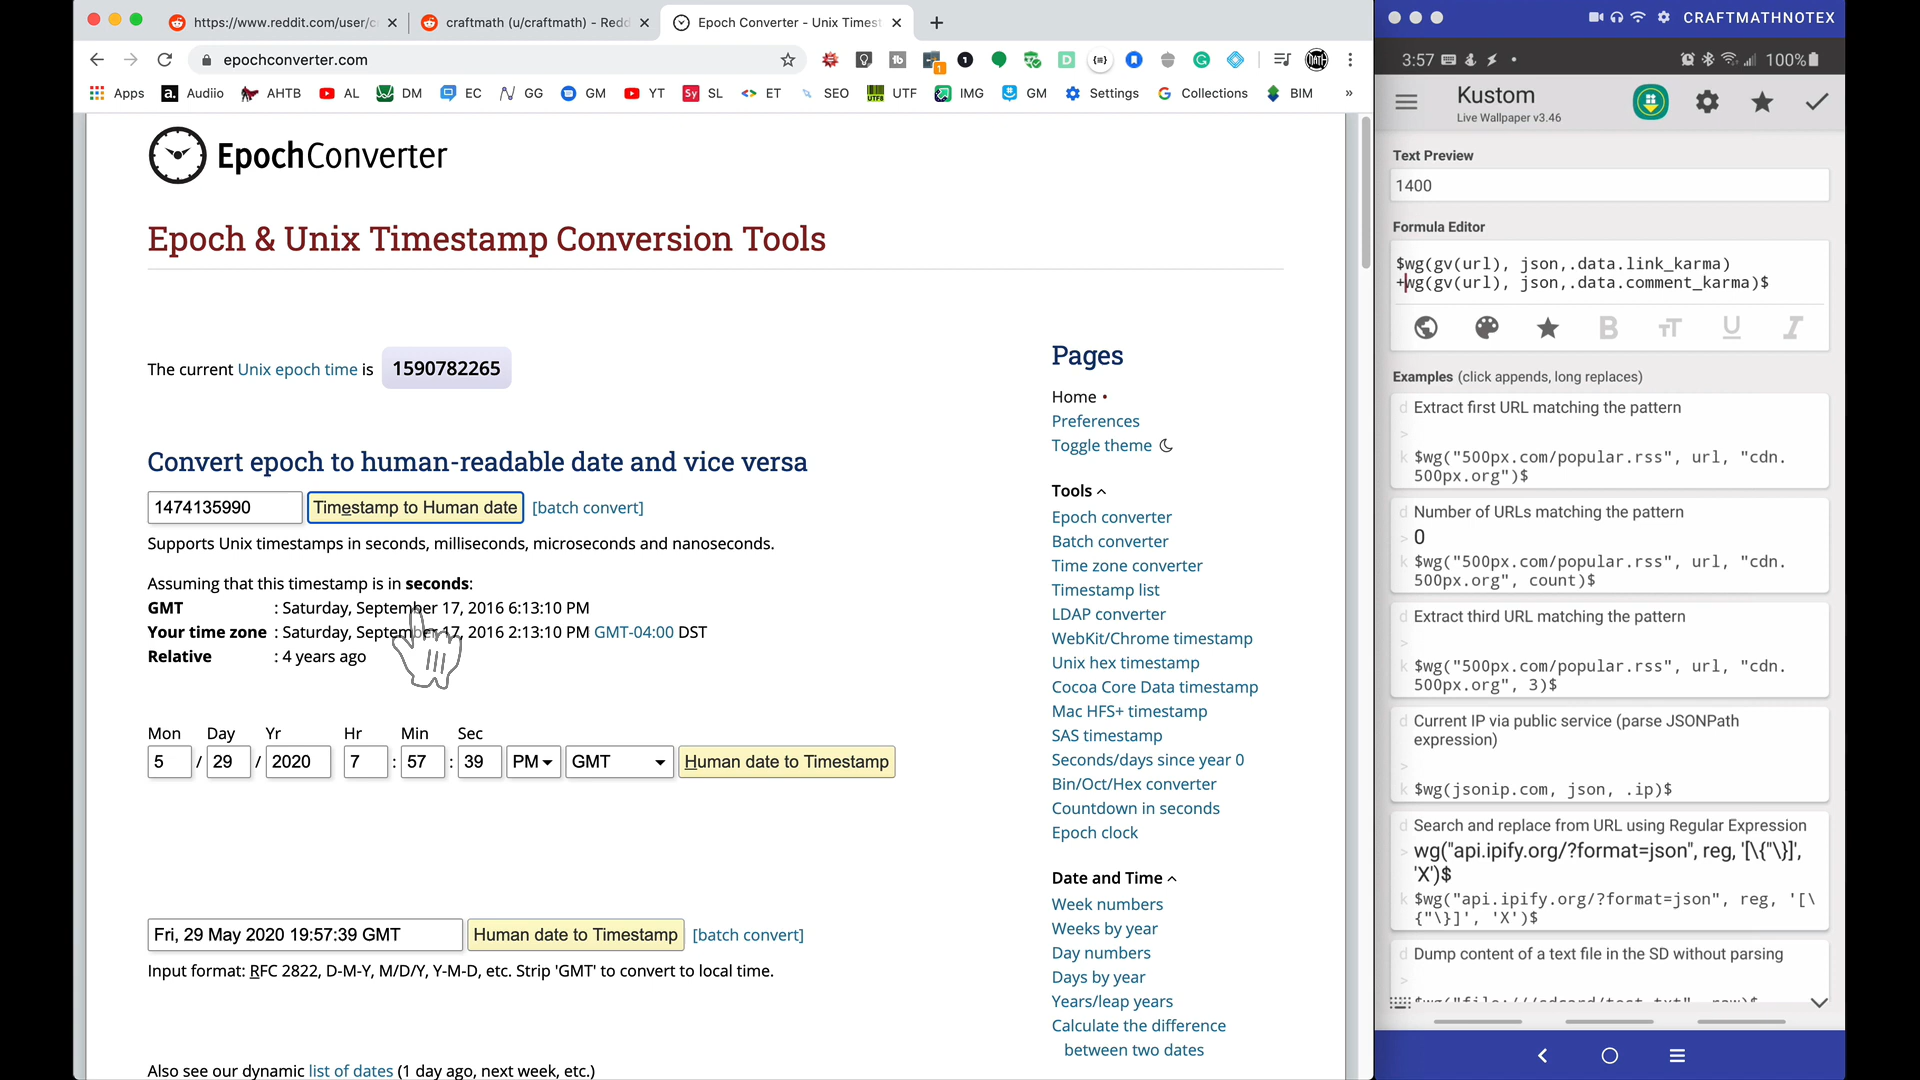 https://www.reddit.com/user/c
craftmath (u/craftmath) - Redd
Epoch Converter - Unix Timest
epochconverter.com
Apps
Audiio
AHTB
AL
DM
EC
GG
GM
YT
SL
ET
SEO
UTF
IMG
GM
Settings
Collections
BIM
»
EpochConverter
Epoch & Unix Timestamp Conversion Tools
The current Unix epoch time is 1590782265
Convert epoch to human-readable date and vice versa
1474135990 Timestamp to Human date [batch convert]
Supports Unix timestamps in seconds, milliseconds, microseconds and nanoseconds.
Assuming that this timestamp is in seconds:
GMT : Saturday, September 17, 2016 6:13:10 PM
Your time zone : Saturday, September 17, 2016 2:13:10 PM GMT-04:00 DST
Relative : 4 years ago
Mon Day Yr Hr Min Sec
5 / 29 / 2020 7 : 57 : 39 PM GMT Human date to Timestamp
Fri, 29 May 2020 19:57:39 GMT Human date to Timestamp [batch convert]
Input format: RFC 2822, D-M-Y, M/D/Y, Y-M-D, etc. Strip 'GMT' to convert to local time.
Also see our dynamic list of dates (1 day ago, next week, etc.)
Pages
Home •
Preferences
Toggle theme
Tools
Epoch converter
Batch converter
Time zone converter
Timestamp list
LDAP converter
WebKit/Chrome timestamp
Unix hex timestamp
Cocoa Core Data timestamp
Mac HFS+ timestamp
SAS timestamp
Seconds/days since year 0
Bin/Oct/Hex converter
Countdown in seconds
Epoch clock
Date and Time
Week numbers
Weeks by year
Day numbers
Days by year
Years/leap years
Calculate the difference
between two dates
CRAFTMATHNOTEX
3:57
100%
Kustom
Live Wallpaper v3.46
Text Preview
1400
Formula Editor
$wg(gv(url), json,.data.link_karma)
+wg(gv(url), json,.data.comment_karma)$
B TT U I
Examples (click appends, long replaces)
d Extract first URL matching the pattern
>
k $wg("500px.com/popular.rss", url, "cdn.
500px.org")$
d Number of URLs matching the pattern
> 0
k $wg("500px.com/popular.rss", url, "cdn.
500px.org", count)$
d Extract third URL matching the pattern
>
k $wg("500px.com/popular.rss", url, "cdn.
500px.org", 3)$
d Current IP via public service (parse JSONPath
expression)
>
k $wg(jsonip.com, json, .ip)$
d Search and replace from URL using Regular Expression
> wg("api.ipify.org/?format=json", reg, '[\{"\}]',
'X')$
k $wg("api.ipify.org/?format=json", reg, '[\
{"\}]', 'X')$
d Dump content of a text file in the SD without parsing
>
$wg("file:///sdcard/test.txt", raw)$